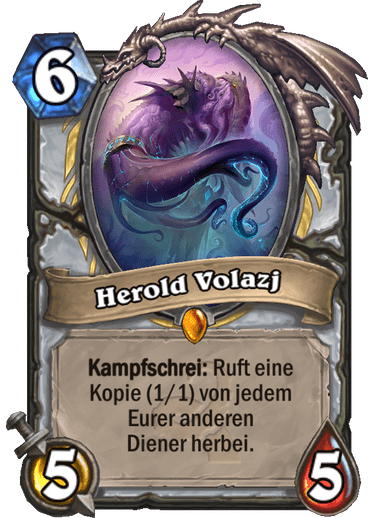 6
Herold Volazj
Kampfschrei: Ruft eine
Kopie (1/1) von jedem
Eurer anderen
Diener herbei.
5
5